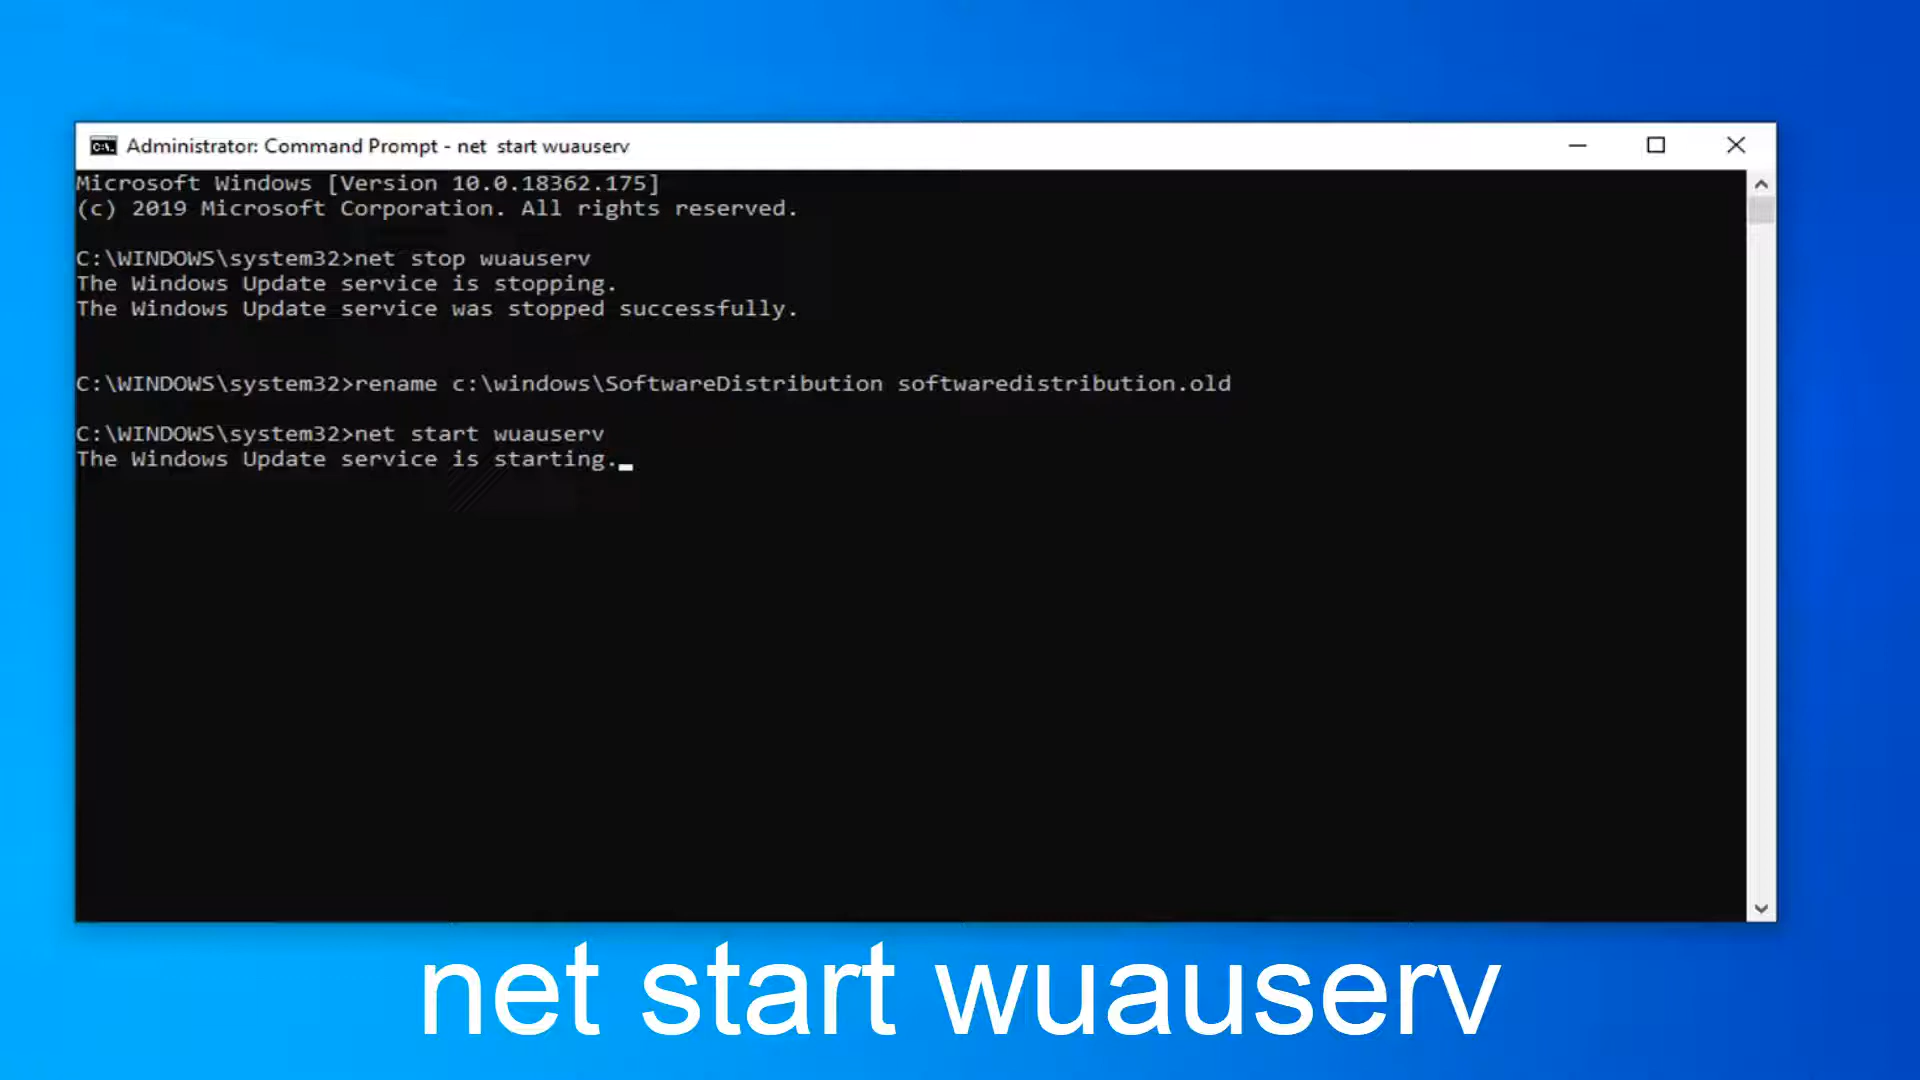 Administrator: Command Prompt - net  start wuauserv
Microsoft Windows [Version 10.0.18362.175]
(c) 2019 Microsoft Corporation. All rights reserved.
C:\WINDOWS\system32>net stop wuauserv
The Windows Update service is stopping.
The Windows Update service was stopped successfully.
C:\WINDOWS\system32>rename c:\windows\SoftwareDistribution softwaredistribution.old
C:\WINDOWS\system32>net start wuauserv
The Windows Update service is starting.
net start wuauserv